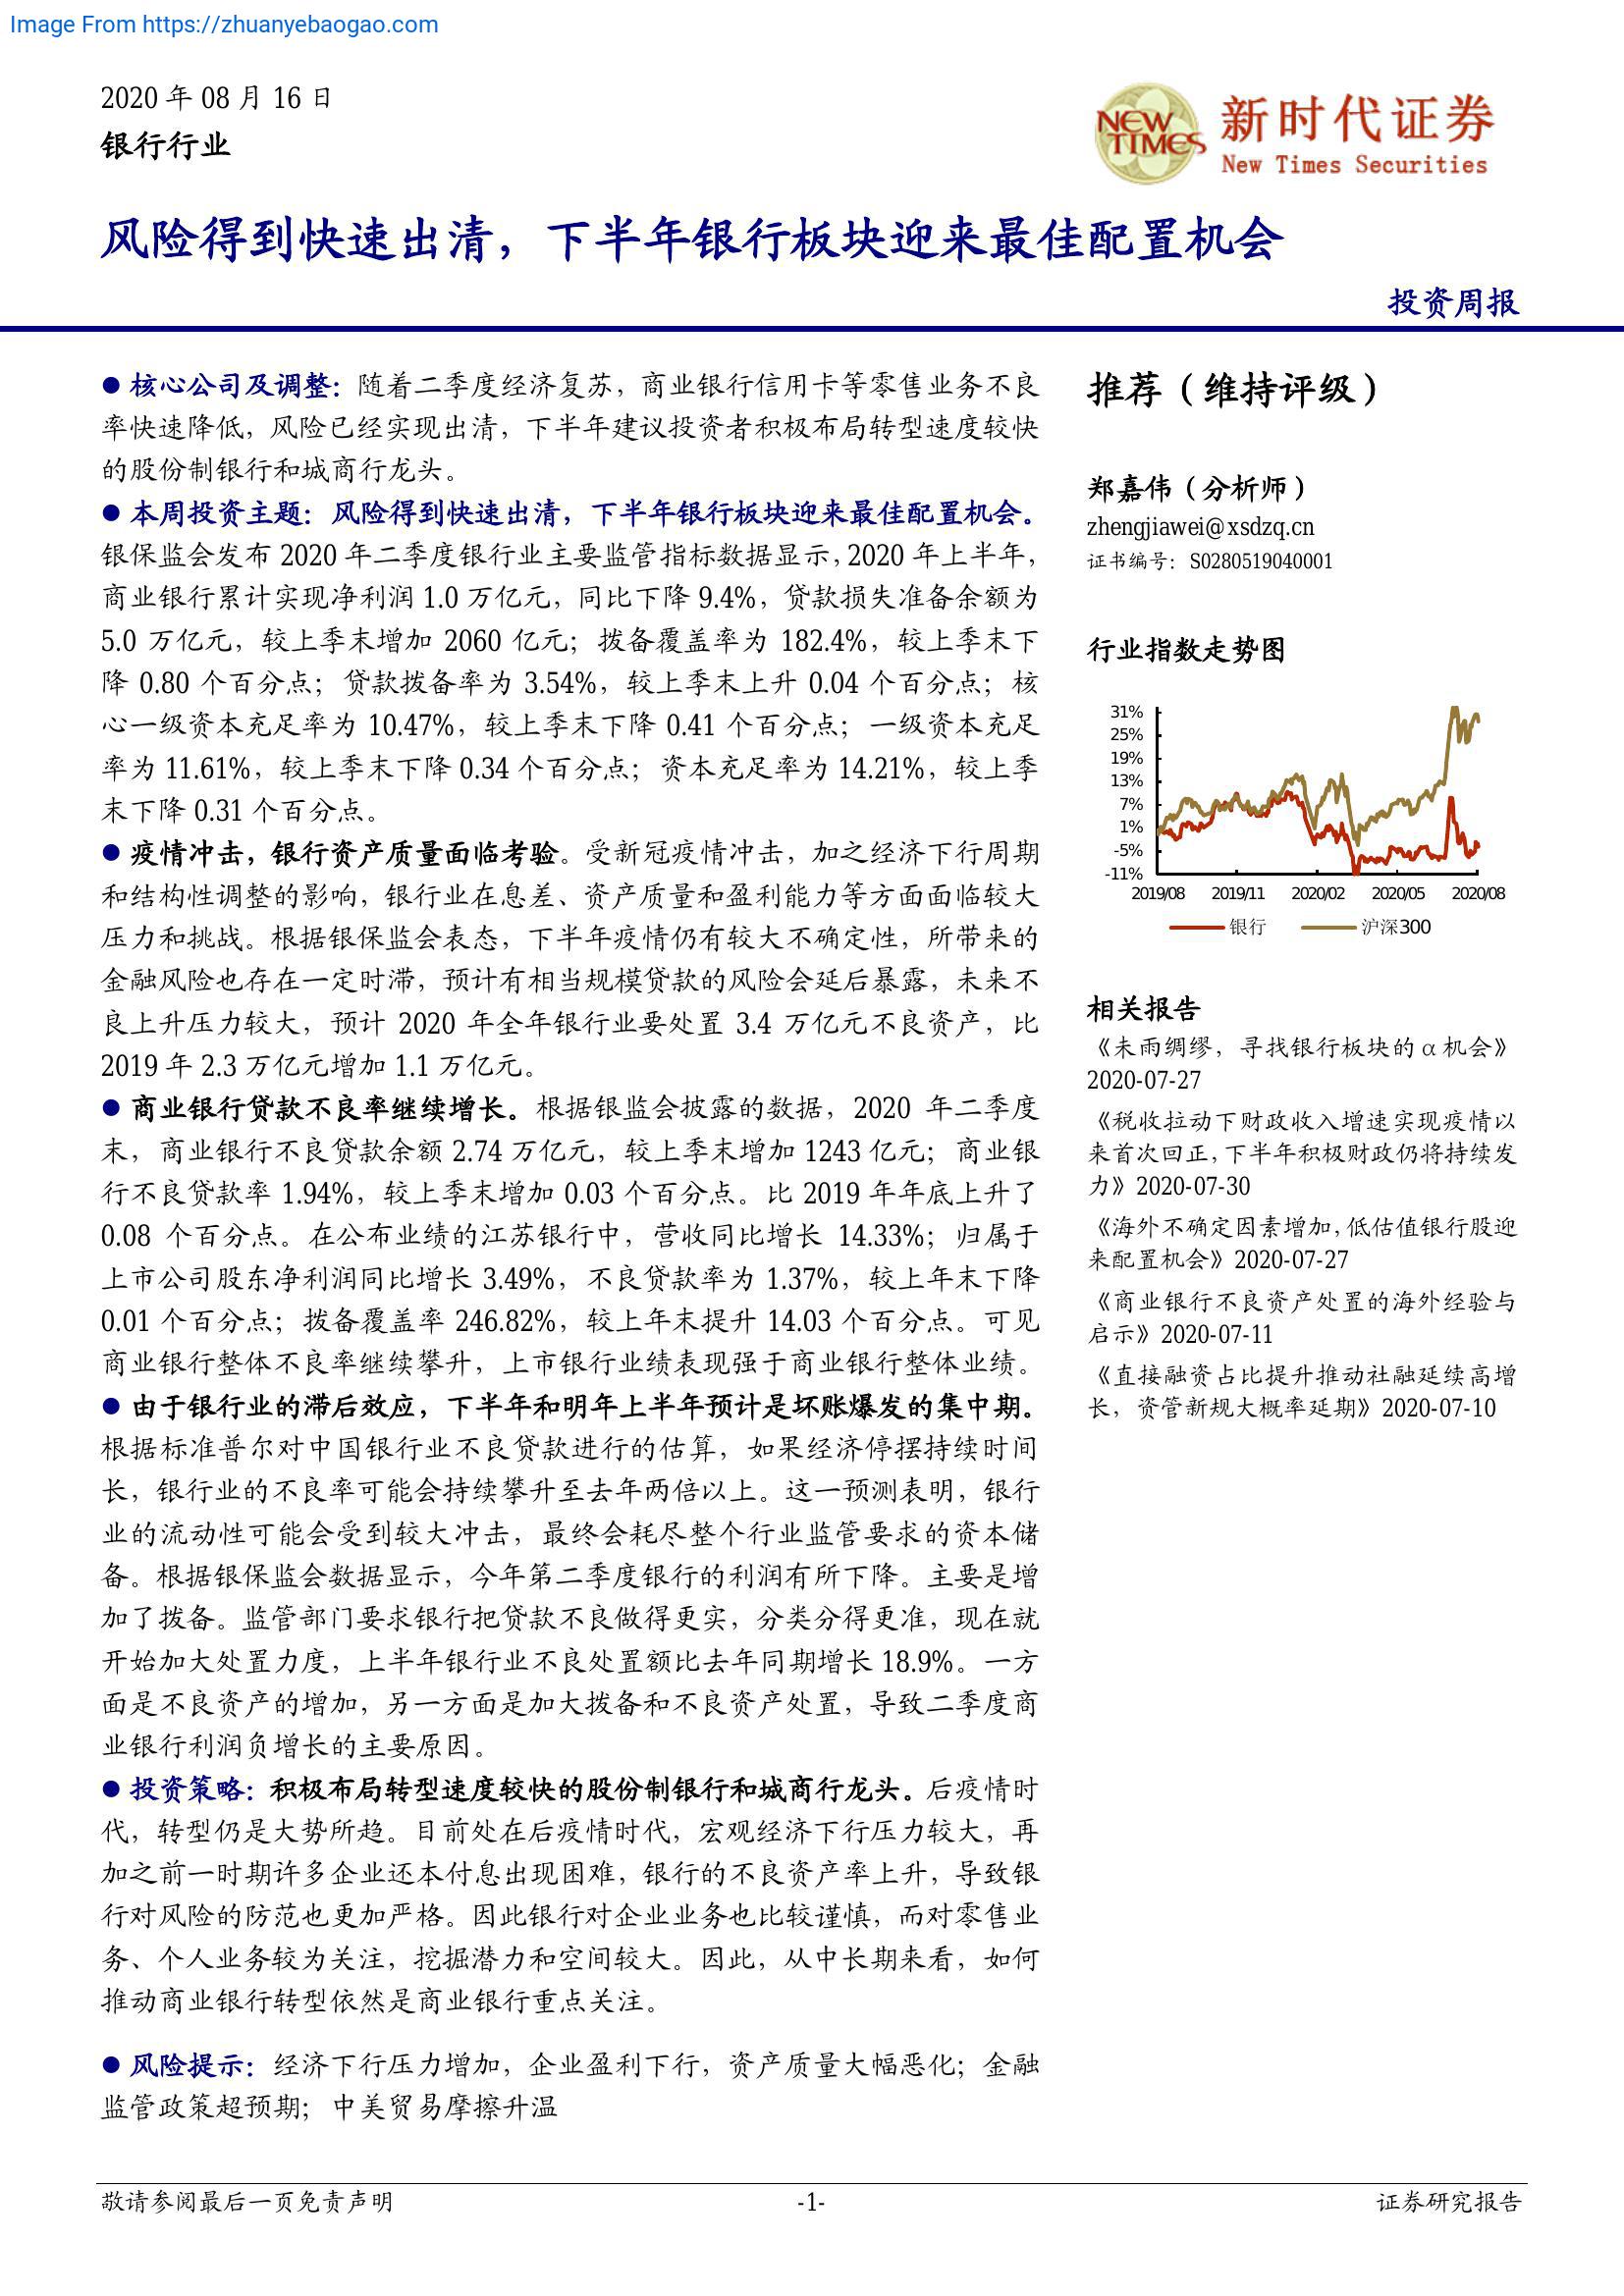 Image From https://zhuanyebaogao.com
2020 年 08 月 16 日
银行行业
NEW TIMES
新时代证券
New Times Securities
风险得到快速出清，下半年银行板块迎来最佳配置机会
投资周报
● 核心公司及调整：随着二季度经济复苏，商业银行信用卡等零售业务不良
率快速降低，风险已经实现出清，下半年建议投资者积极布局转型速度较快
的股份制银行和城商行龙头。
● 本周投资主题：风险得到快速出清，下半年银行板块迎来最佳配置机会。
银保监会发布 2020 年二季度银行业主要监管指标数据显示，2020 年上半年，
商业银行累计实现净利润 1.0 万亿元，同比下降 9.4%，贷款损失准备余额为
5.0 万亿元，较上季末增加 2060 亿元；拨备覆盖率为 182.4%，较上季末下
降 0.80 个百分点；贷款拨备率为 3.54%，较上季末上升 0.04 个百分点；核
心一级资本充足率为 10.47%，较上季末下降 0.41 个百分点；一级资本充足
率为 11.61%，较上季末下降 0.34 个百分点；资本充足率为 14.21%，较上季
末下降 0.31 个百分点。
● 疫情冲击，银行资产质量面临考验。受新冠疫情冲击，加之经济下行周期
和结构性调整的影响，银行业在息差、资产质量和盈利能力等方面面临较大
压力和挑战。根据银保监会表态，下半年疫情仍有较大不确定性，所带来的
金融风险也存在一定时滞，预计有相当规模贷款的风险会延后暴露，未来不
良上升压力较大，预计 2020 年全年银行业要处置 3.4 万亿元不良资产，比
2019 年 2.3 万亿元增加 1.1 万亿元。
● 商业银行贷款不良率继续增长。根据银监会披露的数据，2020 年二季度
末，商业银行不良贷款余额 2.74 万亿元，较上季末增加 1243 亿元；商业银
行不良贷款率 1.94%，较上季末增加 0.03 个百分点。比 2019 年年底上升了
0.08 个百分点。在公布业绩的江苏银行中，营收同比增长 14.33%；归属于
上市公司股东净利润同比增长 3.49%，不良贷款率为 1.37%，较上年末下降
0.01 个百分点；拨备覆盖率 246.82%，较上年末提升 14.03 个百分点。可见
商业银行整体不良率继续攀升，上市银行业绩表现强于商业银行整体业绩。
● 由于银行业的滞后效应，下半年和明年上半年预计是坏账爆发的集中期。
根据标准普尔对中国银行业不良贷款进行的估算，如果经济停摆持续时间
长，银行业的不良率可能会持续攀升至去年两倍以上。这一预测表明，银行
业的流动性可能会受到较大冲击，最终会耗尽整个行业监管要求的资本储
备。根据银保监会数据显示，今年第二季度银行的利润有所下降。主要是增
加了拨备。监管部门要求银行把贷款不良做得更实，分类分得更准，现在就
开始加大处置力度，上半年银行业不良处置额比去年同期增长 18.9%。一方
面是不良资产的增加，另一方面是加大拨备和不良资产处置，导致二季度商
业银行利润负增长的主要原因。
● 投资策略：积极布局转型速度较快的股份制银行和城商行龙头。后疫情时
代，转型仍是大势所趋。目前处在后疫情时代，宏观经济下行压力较大，再
加之前一时期许多企业还本付息出现困难，银行的不良资产率上升，导致银
行对风险的防范也更加严格。因此银行对企业业务也比较谨慎，而对零售业
务、个人业务较为关注，挖掘潜力和空间较大。因此，从中长期来看，如何
推动商业银行转型依然是商业银行重点关注。
● 风险提示：经济下行压力增加，企业盈利下行，资产质量大幅恶化；金融
监管政策超预期；中美贸易摩擦升温
推荐（维持评级）
郑嘉伟（分析师）
zhengjiawei@xsdzq.cn
证书编号：S0280519040001
行业指数走势图
31%
25%
19%
13%
7%
1%
-5%
-11%
2019/08 2019/11 2020/02 2020/05 2020/08
银行 沪深300
相关报告
《未雨绸缪，寻找银行板块的 α 机会》
2020-07-27
《税收拉动下财政收入增速实现疫情以
来首次回正，下半年积极财政仍将持续发
力》2020-07-30
《海外不确定因素增加，低估值银行股迎
来配置机会》2020-07-27
《商业银行不良资产处置的海外经验与
启示》2020-07-11
《直接融资占比提升推动社融延续高增
长，资管新规大概率延期》2020-07-10
敬请参阅最后一页免责声明 -1- 证券研究报告